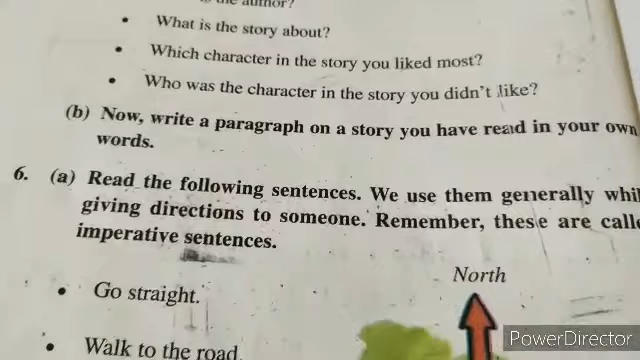 • What is the story about?
• Which character in the story you liked most?
• Who was the character in the story you didn't like?
(b) Now, write a paragraph on a story you have read in your own
words.
6. (a) Read the following sentences. We use them generally
giving directions to someone. Remember, these are
imperative sentences.
North
• Go straight.
• Walk to the road
PowerDirector